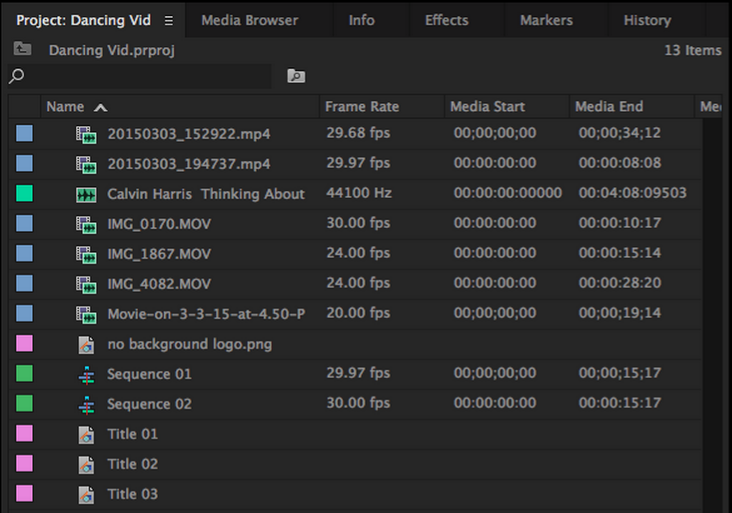 Project: Dancing Vid Media Browser Info Effects Markers History
Dancing Vid.prproj 13 Items
Name Frame Rate Media Start Media End Med
20150303_152922.mp4 29.68 fps 00;00;00;00 00;00;34;12
20150303_194737.mp4 29.97 fps 00:00:00:00 00:00:08:08
Calvin Harris Thinking About 44100 Hz 00:00:00:00000 00:04:08:09503
IMG_0170.MOV 30.00 fps 00:00:00:00 00:00:10:17
IMG_1867.MOV 24.00 fps 00:00:00:00 00:00:15:14
IMG_4082.MOV 24.00 fps 00:00:00:00 00:00:28:20
Movie-on-3-3-15-at-4.50-P 20.00 fps 00;00;00;00 00;00;19;14
no background logo.png
Sequence 01 29.97 fps 00;00;00;00 00;00;15;17
Sequence 02 30.00 fps 00:00:00:00 00:00:15:17
Title 01
Title 02
Title 03